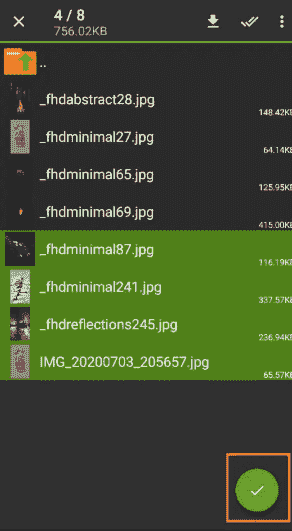 4 / 8
756.02KB
..
_fhdabstract28.jpg
148.42KB
_fhdminimal27.jpg
64.14KB
_fhdminimal65.jpg
125.95KB
_fhdminimal69.jpg
415.00KB
_fhdminimal87.jpg
116.19KB
_fhdminimal241.jpg
337.57KB
_fhdreflections245.jpg
236.94KB
IMG_20200703_205657.jpg
65.57KB